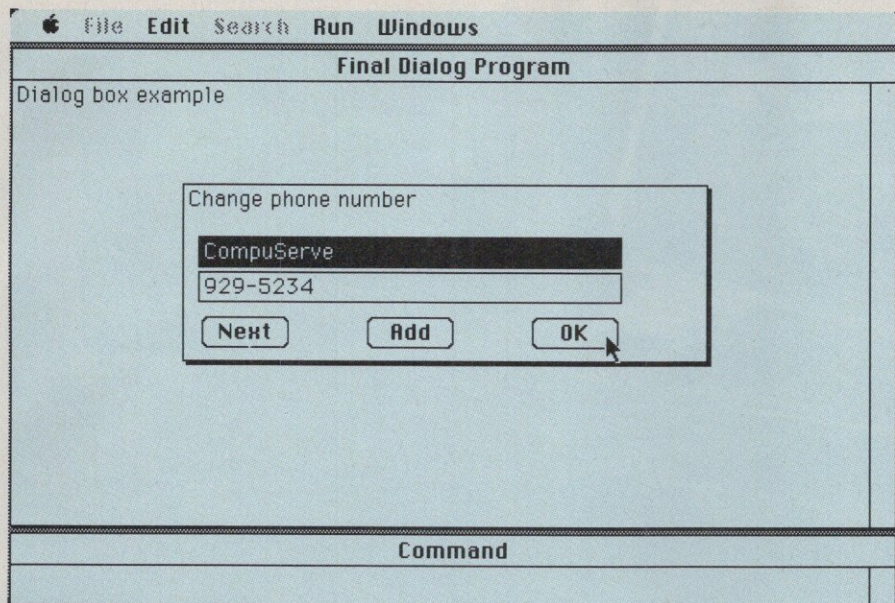 File Edit Search Run Windows
Final Dialog Program
Dialog box example
Change phone number
CompuServe
929-5234
Next Add OK
Command